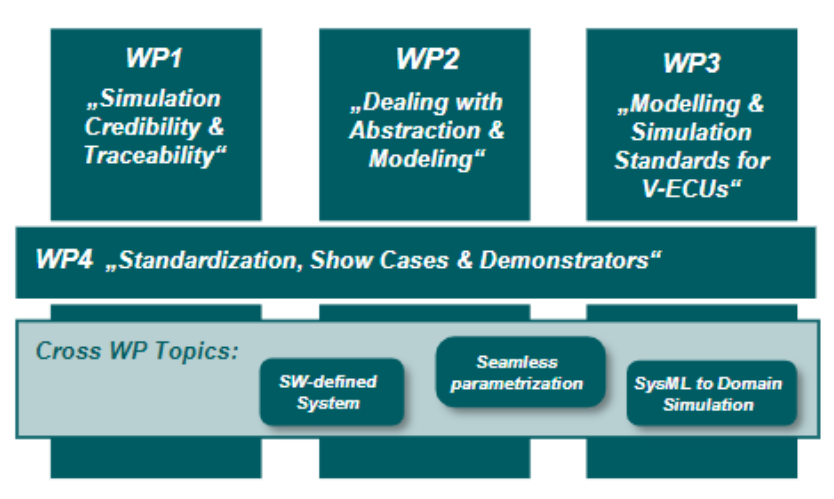 WP1
„Simulation
Credibility &
Traceability“
WP2
„Dealing with
Abstraction &
Modeling“
WP3
„Modelling &
Simulation
Standards for
V-ECUs“
WP4 „Standardization, Show Cases & Demonstrators“
Cross WP Topics:
SW-defined
System
Seamless
parametrization
SysML to Domain
Simulation